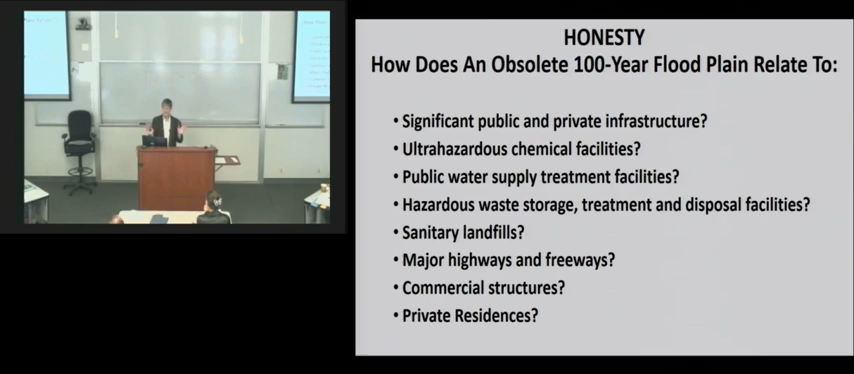 HONESTY
How Does An Obsolete 100-Year Flood Plain Relate To:
• Significant public and private infrastructure?
• Ultrahazardous chemical facilities?
• Public water supply treatment facilities?
• Hazardous waste storage, treatment and disposal facilities?
• Sanitary landfills?
• Major highways and freeways?
• Commercial structures?
• Private Residences?